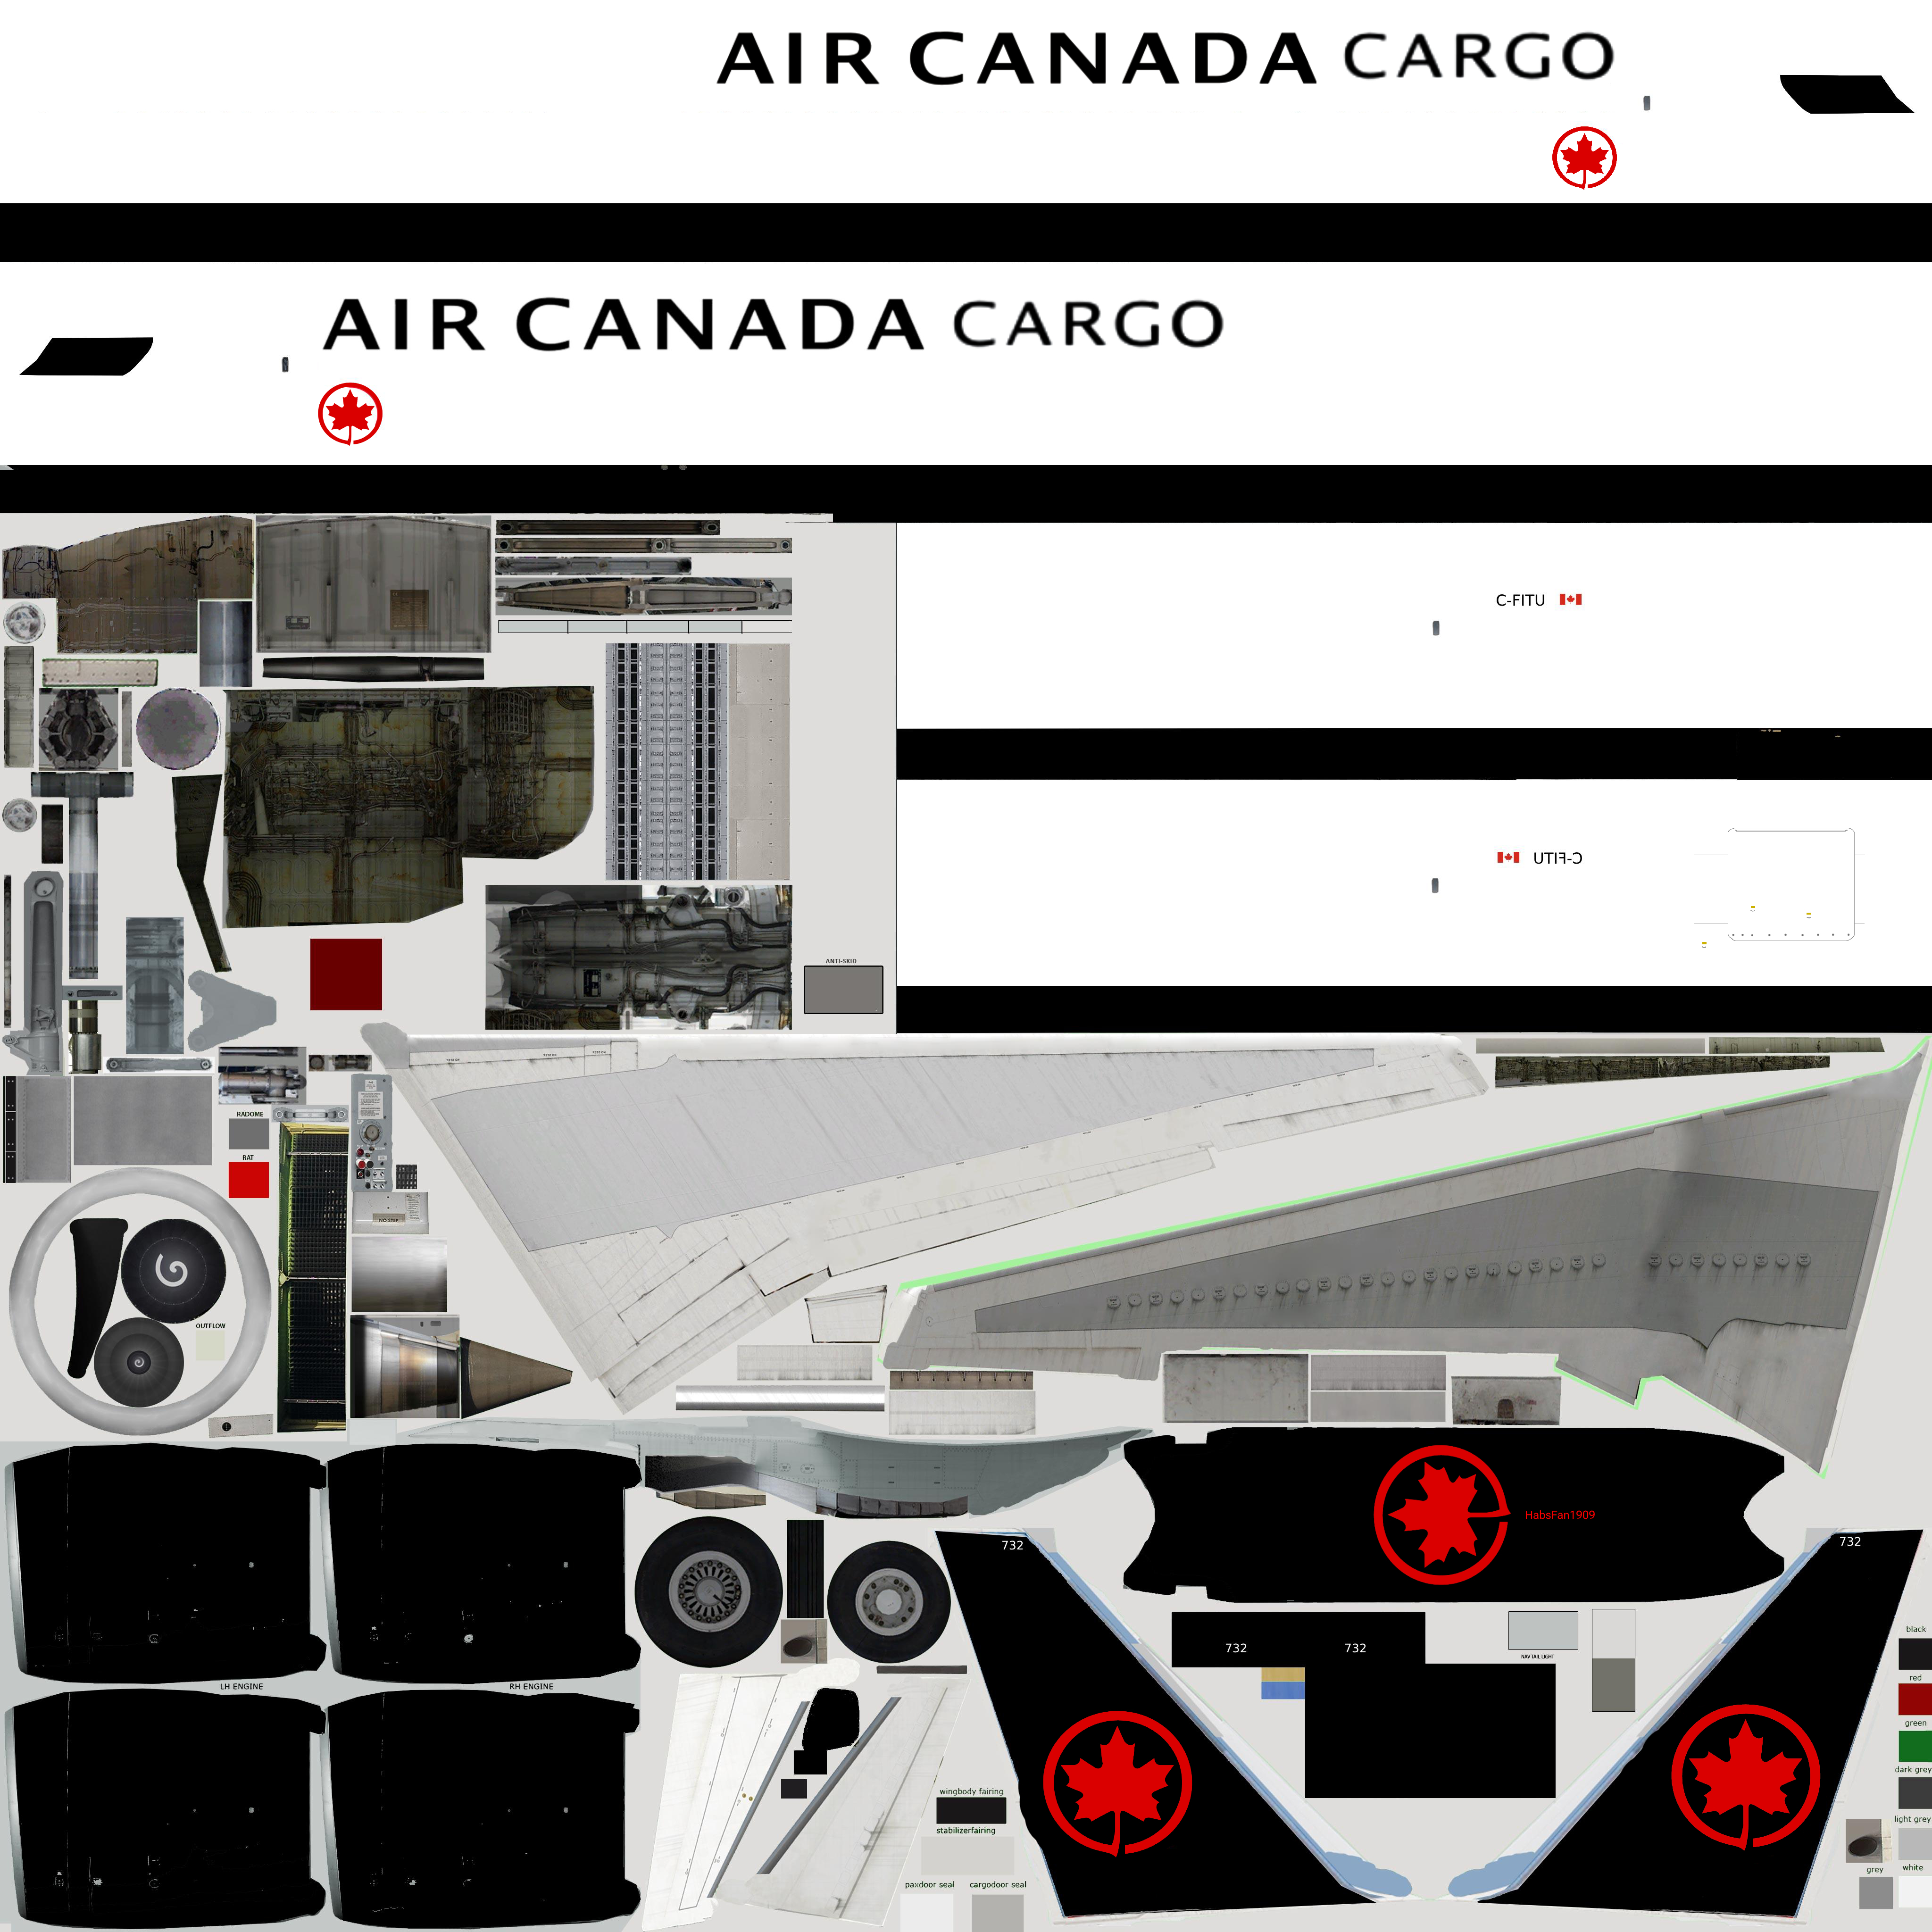 AIR CANADA CARGO
AIR CANADA CARGO
C-FITU
C-FITU
ANTI-SKID
RADOME
RAT
NO STEP
OUTFLOW
HabsFan1909
732
732
732
732
NAV TAIL LIGHT
LH ENGINE
RH ENGINE
black
red
green
dark grey
light grey
grey
white
wingbody fairing
stabilizerfairing
paxdoor seal
cargodoor seal